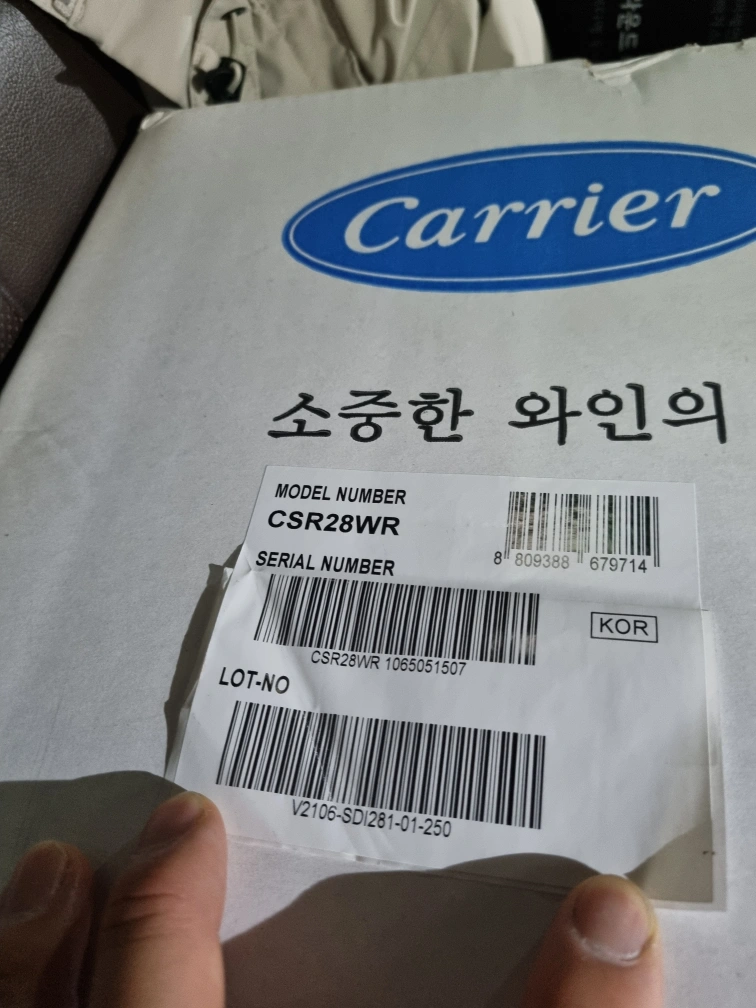 Carrier
소중한 와인의
MODEL NUMBER
CSR28WR
8 809388 679714
SERIAL NUMBER
CSR28WR 1065051507
KOR
LOT-NO
V2106-SDI281-01-250